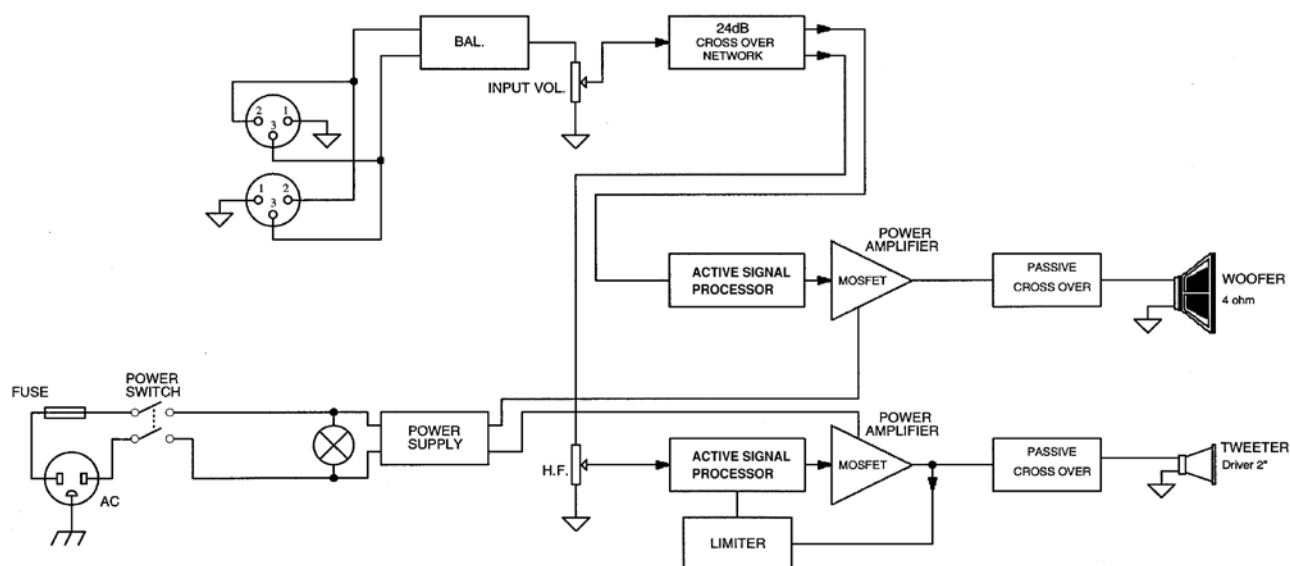 BAL.
INPUT VOL.
24dB
CROSS OVER
NETWORK
2 1
3
1 2
3
ACTIVE SIGNAL
PROCESSOR
POWER
AMPLIFIER
MOSFET
PASSIVE
CROSS OVER
WOOFER
4 ohm
FUSE
POWER
SWITCH
AC
POWER
SUPPLY
H.F.
ACTIVE SIGNAL
PROCESSOR
POWER
AMPLIFIER
MOSFET
PASSIVE
CROSS OVER
TWEETER
Driver 2"
LIMITER